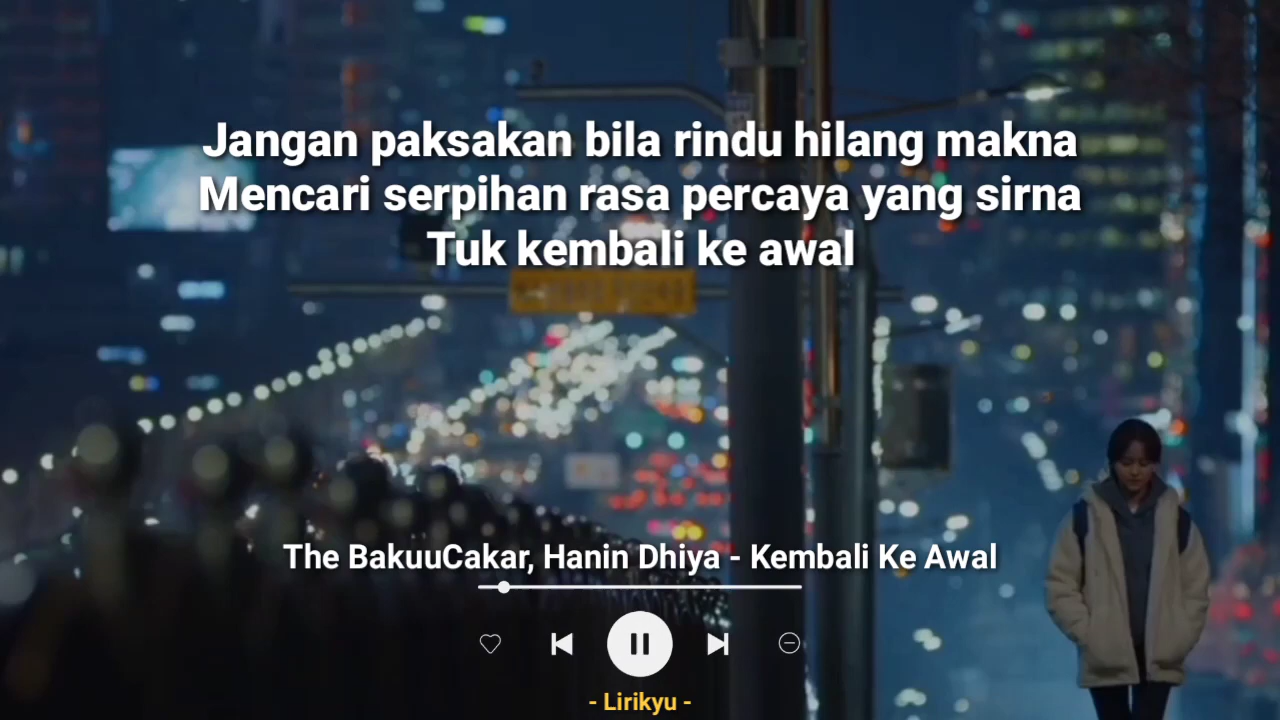 Jangan paksakan bila rindu hilang makna
Mencari serpihan rasa percaya yang sirna
Tuk kembali ke awal
The BakuuCakar, Hanin Dhiya - Kembali Ke Awal
- Lirikyu -